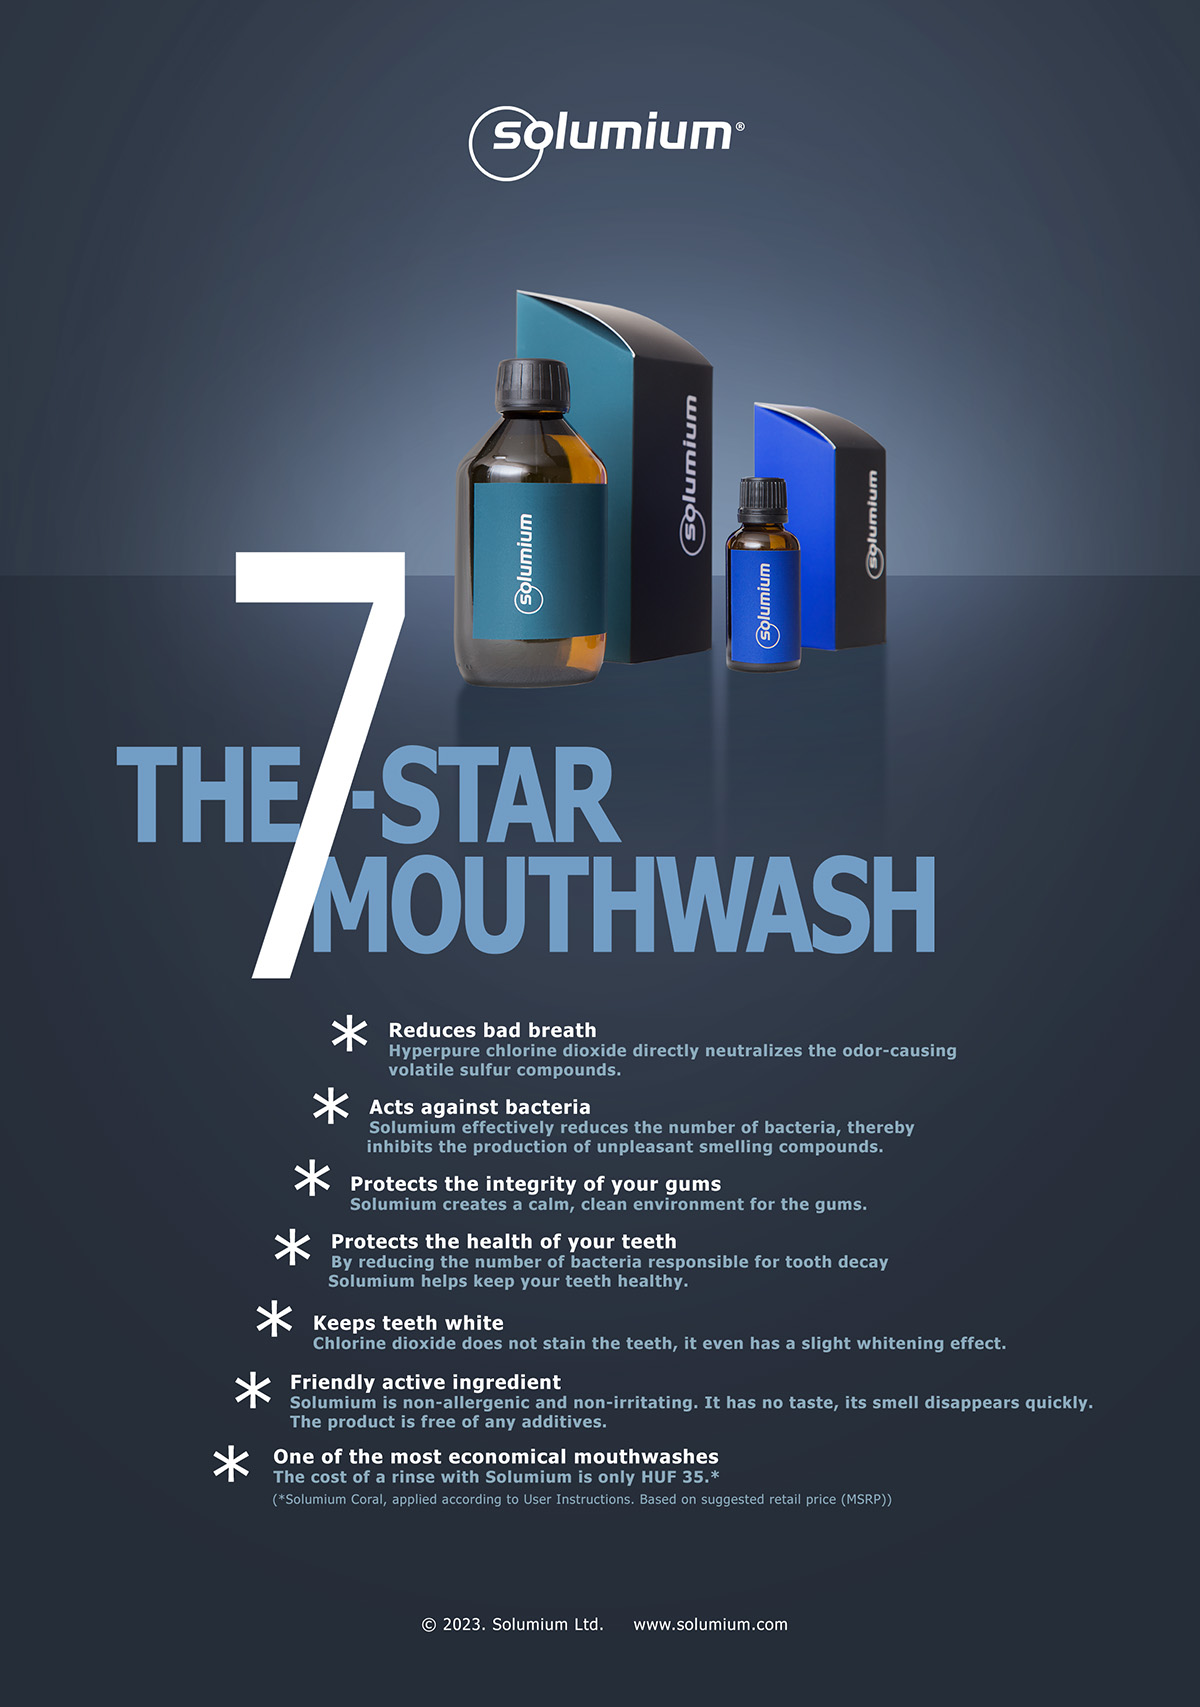 solumium®
solumium
solumium
solumium
solumium
THE 7-STAR
MOUTHWASH
* Reduces bad breath
Hyperpure chlorine dioxide directly neutralizes the odor-causing
volatile sulfur compounds.
* Acts against bacteria
Solumium effectively reduces the number of bacteria, thereby
inhibits the production of unpleasant smelling compounds.
* Protects the integrity of your gums
Solumium creates a calm, clean environment for the gums.
* Protects the health of your teeth
By reducing the number of bacteria responsible for tooth decay
Solumium helps keep your teeth healthy.
* Keeps teeth white
Chlorine dioxide does not stain the teeth, it even has a slight whitening effect.
* Friendly active ingredient
Solumium is non-allergenic and non-irritating. It has no taste, its smell disappears quickly.
The product is free of any additives.
* One of the most economical mouthwashes
The cost of a rinse with Solumium is only HUF 35.*
(*Solumium Coral, applied according to User Instructions. Based on suggested retail price (MSRP))
© 2023. Solumium Ltd. www.solumium.com